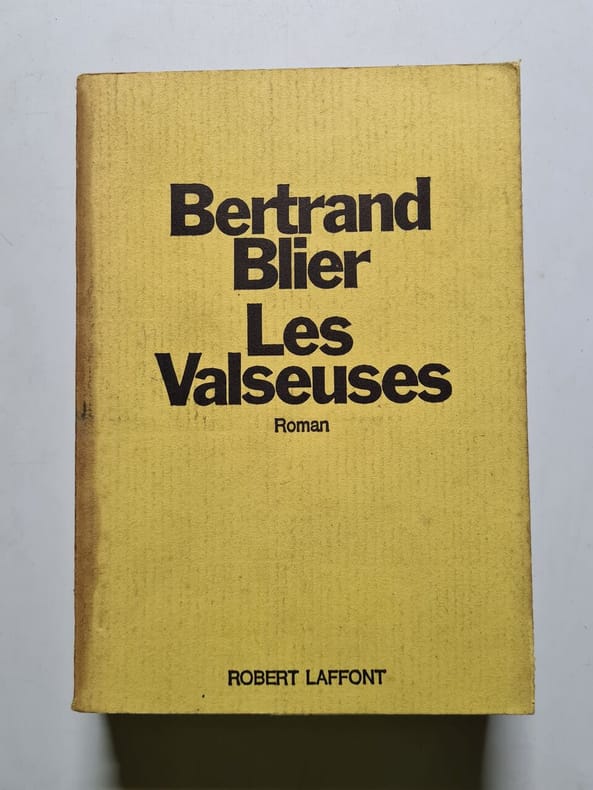 Bertrand
Blier
Les
Valseuses
Roman
ROBERT LAFFONT